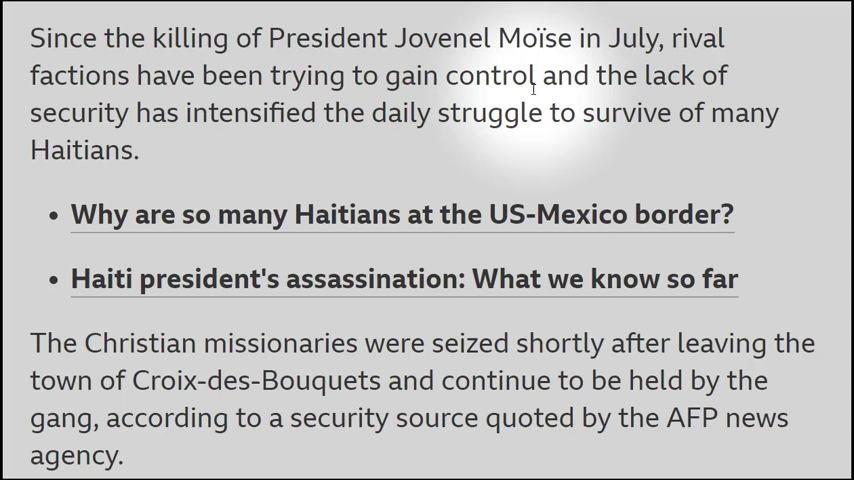 Since the killing of President Jovenel Moïse in July, rival
factions have been trying to gain control and the lack of
security has intensified the daily struggle to survive of many
Haitians.
• Why are so many Haitians at the US-Mexico border?
• Haiti president's assassination: What we know so far
The Christian missionaries were seized shortly after leaving the
town of Croix-des-Bouquets and continue to be held by the
gang, according to a security source quoted by the AFP news
agency.